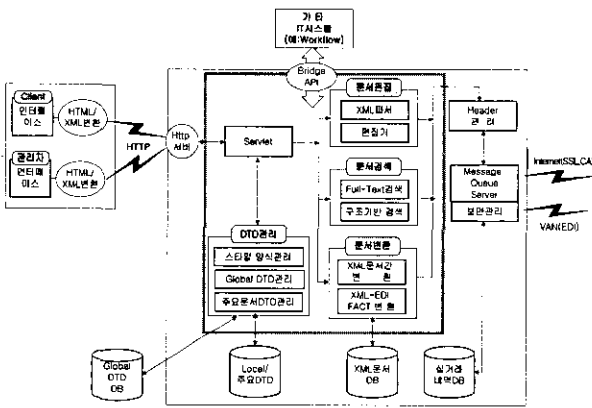 기 타
IT시스템
(예:Workflow)
Bridge
API
Client
인터페
이스
HTML/
XML변환
관리자
인터페
이스
HTML/
XML변환
HTTP
Http
서버
Servlet
문서편집
XML파서
편집기
문서검색
Full-Text검색
구조기반 검색
문서변환
XML문서간
변 환
XML-EDI
FACT 변 환
DTD관리
스타일 양식관리
Global DTD관리
주요문서DTD관리
Header
관 리
Message
Queue
Server
보안관리
Internet(SSL,CA)
VAN(EDI)
Global
DTD
DB
Local/
주요DTD
XML문서
DB
실거래
내역DB